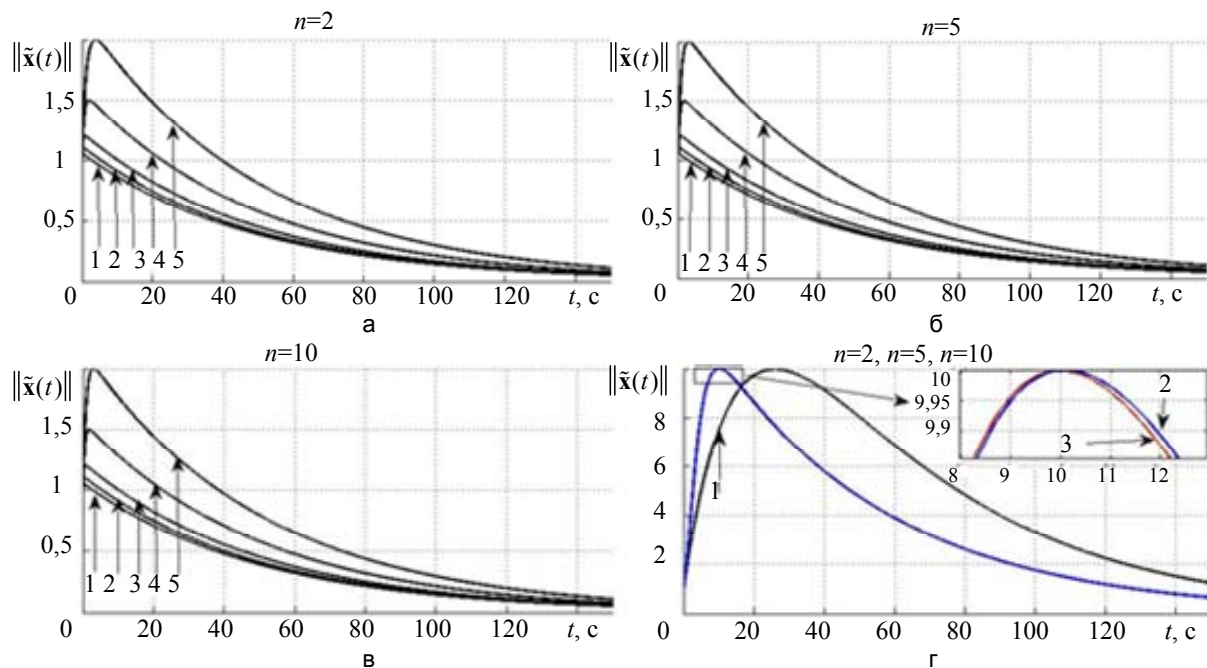 n=2
‖x̃(t)‖
1,5
1
0,5
1 2 3 4 5
0 20 40 60 80 100 120 t, с
а
n=5
‖x̃(t)‖
1,5
1
0,5
1 2 3 4 5
0 20 40 60 80 100 120 t, с
б
n=10
‖x̃(t)‖
1,5
1
0,5
1 2 3 4 5
0 20 40 60 80 100 120 t, с
в
n=2, n=5, n=10
‖x̃(t)‖
8
6
4
2
1
10
9,95
9,9
2
3
8 9 10 11 12
0 20 40 60 80 100 120 140 t, с
г